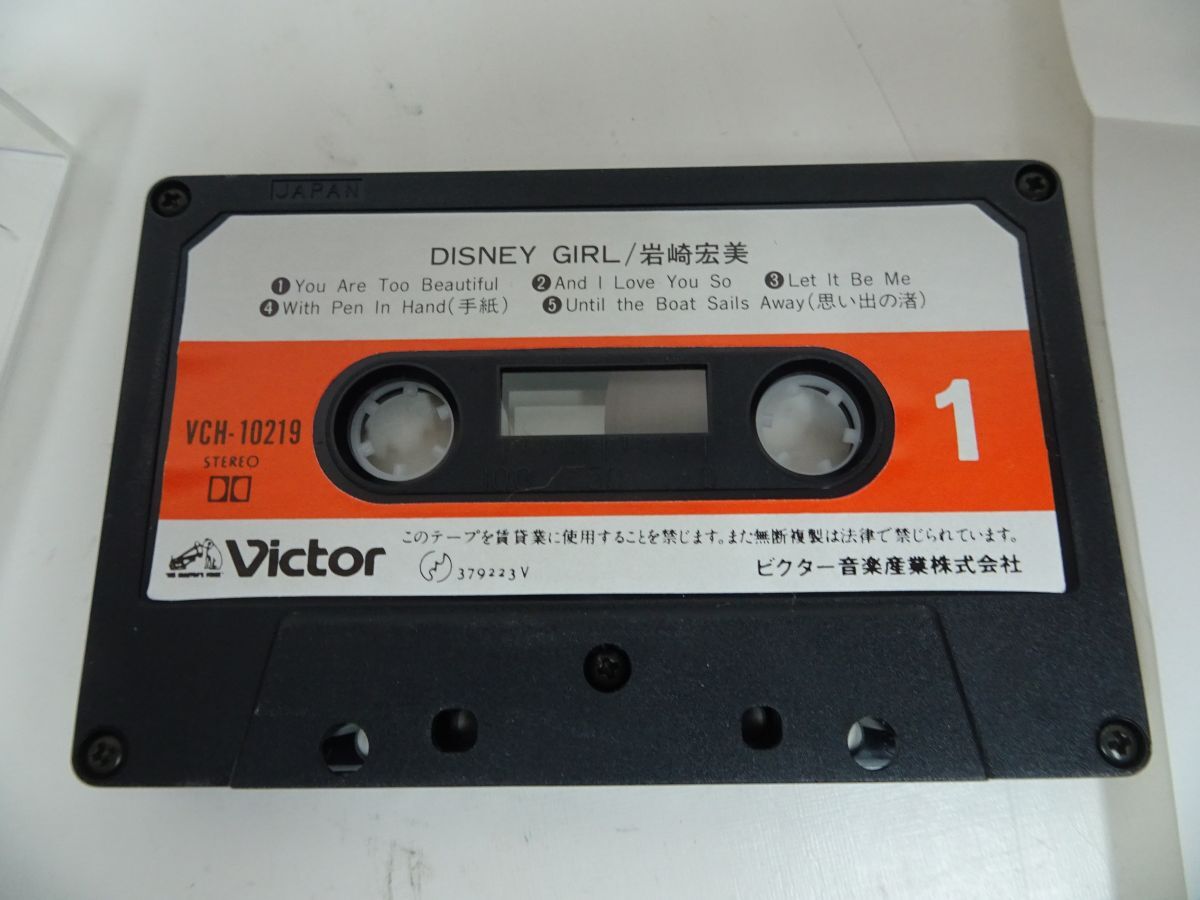 JAPAN
DISNEY GIRL/岩崎宏美
❶You Are Too Beautiful ❷And I Love You So ❸Let It Be Me
❹With Pen In Hand(手紙) ❺Until the Boat Sails Away(思い出の渚)
VCH-10219
1
STEREO
このテープを賃貸業に使用することを禁じます。また無断複製は法律で禁じられています。
Victor
379223V
ビクター音楽産業株式会社